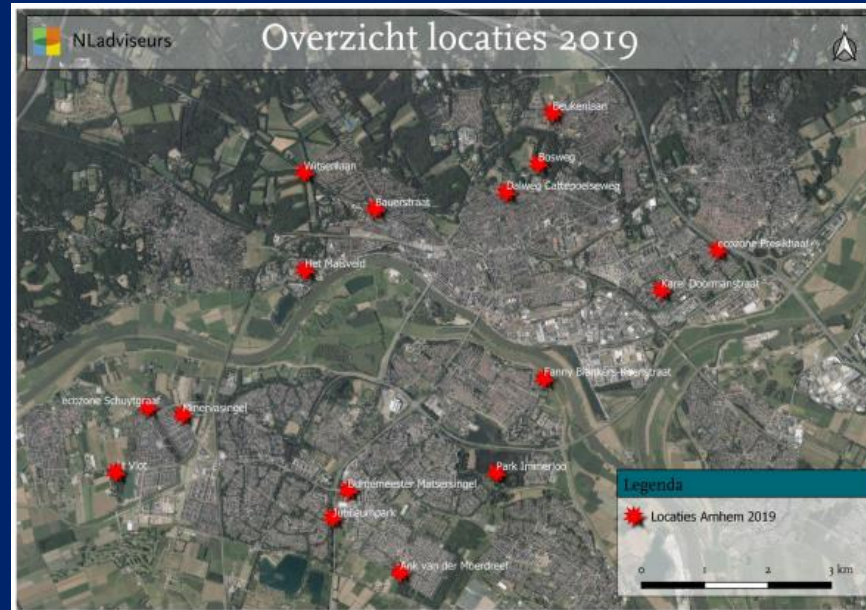 NLadviseurs
Overzicht locaties 2019
N
Beukenlaan
Bosweg
Witsenlaan
Dalweg Cattepoelseweg
Bauerstraat
ecozone Presikhaaf
Het Maisveld
Karel Doormanstraat
Fanny Blankers-Koenstraat
ecozone Schuytgraaf
Minervasingel
Vlot
Park Immerloo
Burgemeester Matsersingel
Jubileumpark
Ank van der Moerdreef
Legenda
Locaties Arnhem 2019
0 1 2 3 km